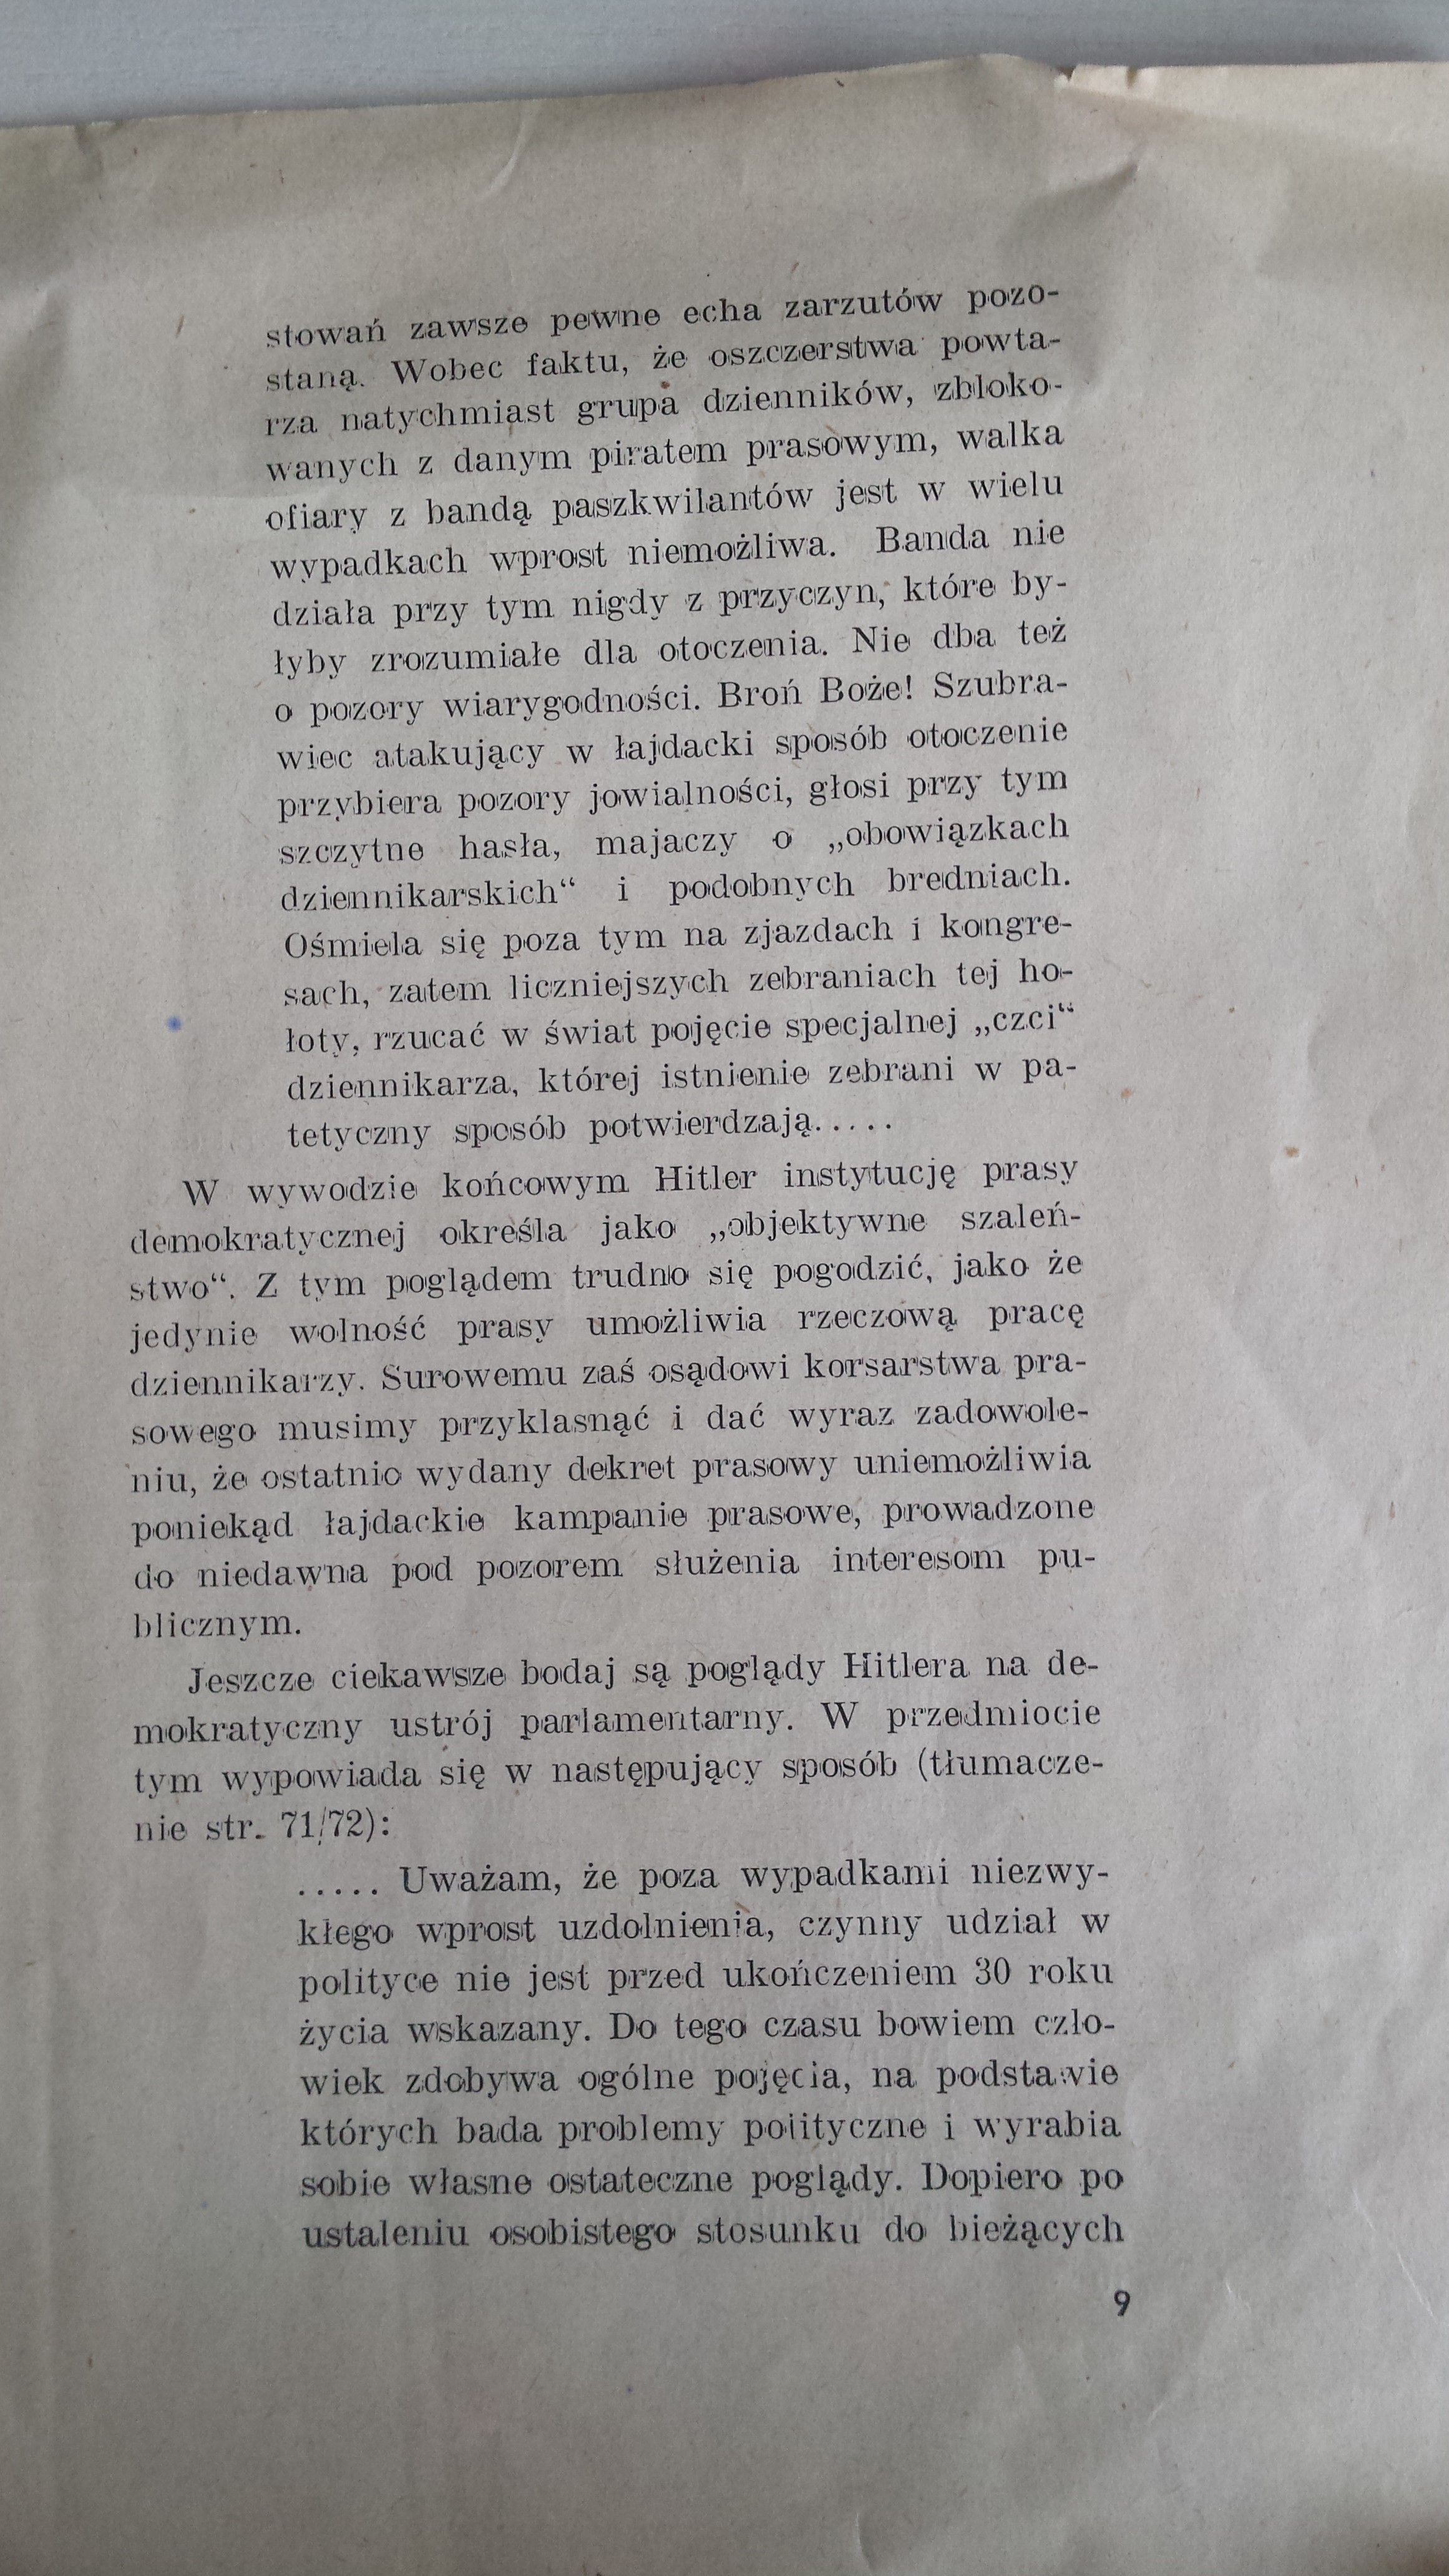 stowań zawsze pewne echa zarzutów pozo-
staną. Wobec faktu, że oszczerstwa powta-
rza natychmiast grupa dzienników, zbloko-
wanych z danym piratem prasowym, walka
ofiary z bandą paszkwilantów jest w wielu
wypadkach wprost niemożliwa. Banda nie
działa przy tym nigdy z przyczyn, które by-
łyby zrozumiałe dla otoczenia. Nie dba też
o pozory wiarygodności. Broń Boże! Szubra-
wiec atakujący w łajdacki sposób otoczenie
przybiera pozory jowialności, głosi przy tym
szczytne hasła, majaczy o „obowiązkach
dziennikarskich“ i podobnych bredniach.
Ośmiela się poza tym na zjazdach i kongre-
sach, zatem liczniejszych zebraniach tej ho-
łoty, rzucać w świat pojęcie specjalnej „czci“
dziennikarza, której istnienie zebrani w pa-
tetyczny sposób potwierdzają.....
W wywodzie końcowym Hitler instytucję prasy
demokratycznej określa jako „objektywne szaleń-
stwo“. Z tym poglądem trudno się pogodzić, jako że
jedynie wolność prasy umożliwia rzeczową pracę
dziennikarzy. Surowemu zaś osądowi korsarstwa pra-
sowego musimy przyklasnąć i dać wyraz zadowole-
niu, że ostatnio wydany dekret prasowy uniemożliwia
poniekąd łajdackie kampanie prasowe, prowadzone
do niedawna pod pozorem służenia interesom pu-
blicznym.
Jeszcze ciekawsze bodaj są poglądy Hitlera na de-
mokratyczny ustrój parlamentarny. W przedmiocie
tym wypowiada się w następujący sposób (tłumacze-
nie str. 71/72):
..... Uważam, że poza wypadkami niezwy-
kłego wprost uzdolnienia, czynny udział w
polityce nie jest przed ukończeniem 30 roku
życia wskazany. Do tego czasu bowiem czło-
wiek zdobywa ogólne pojęcia, na podstawie
których bada problemy polityczne i wyrabia
sobie własne ostateczne poglądy. Dopiero po
ustaleniu osobistego stosunku do bieżących
9